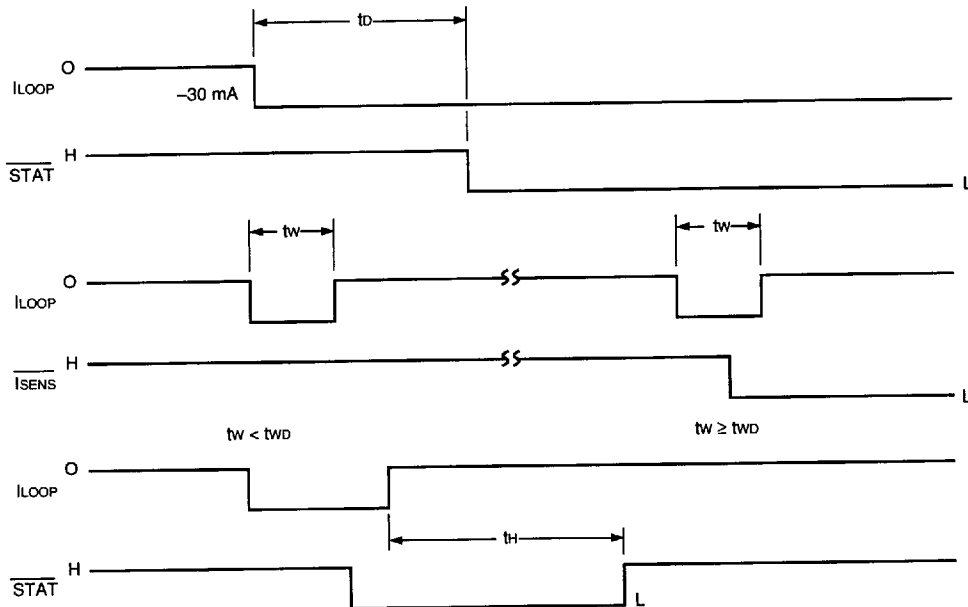 tD
O
ILOOP
–30 mA
H
STAT
L
tW
tW
O
ILOOP
H
ISENS
L
tW < tWD
tW ≥ tWD
O
ILOOP
tH
H
STAT
L